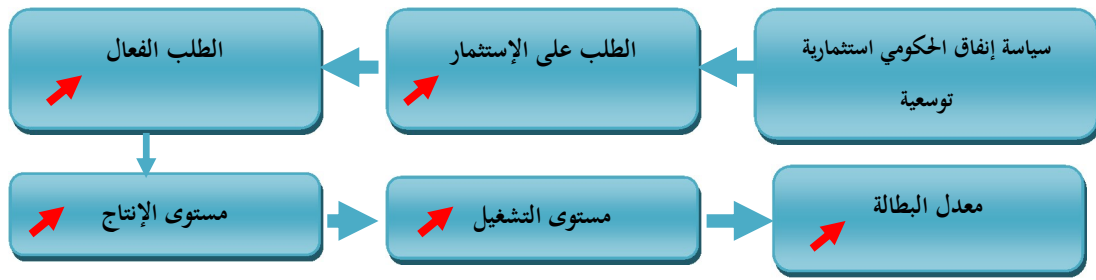 سياسة إنفاق الحكومي استثمارية
توسعية
الطلب على الإستثمار
الطلب الفعال
مستوى الإنتاج
مستوى التشغيل
معدل البطالة